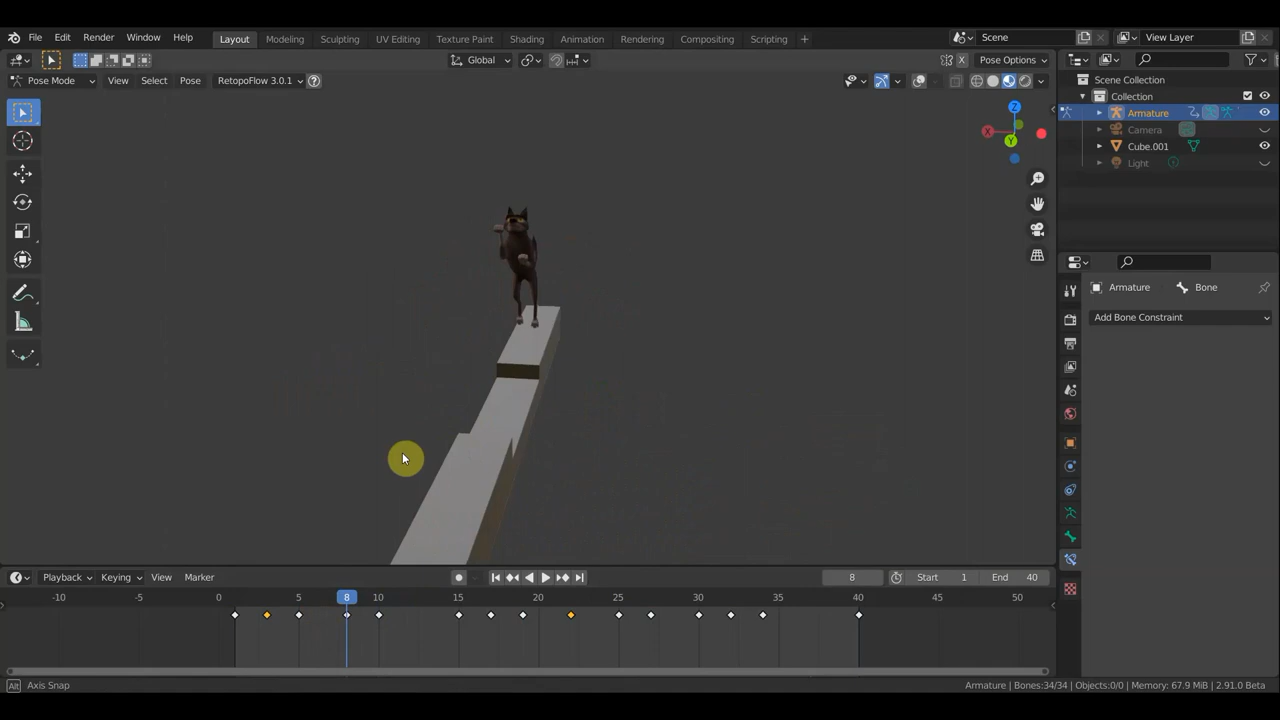 File Edit Render Window Help Layout Modeling Sculpting UV Editing Texture Paint Shading Animation Rendering Compositing Scripting + Scene View Layer
Global Pose Options
Pose Mode View Select Pose RetopoFlow 3.0.1
Scene Collection
Collection
Armature
Camera
Cube.001
Light
X
Y
Z
Armature Bone
Add Bone Constraint
Playback Keying View Marker 8 Start 1 End 40
-10 0 5 8 10 15 20 25 30 35 40 45 50
Alt Axis Snap Armature | Bones:34/34 | Objects:0/0 | Memory: 67.9 MiB | 2.91.0 Beta